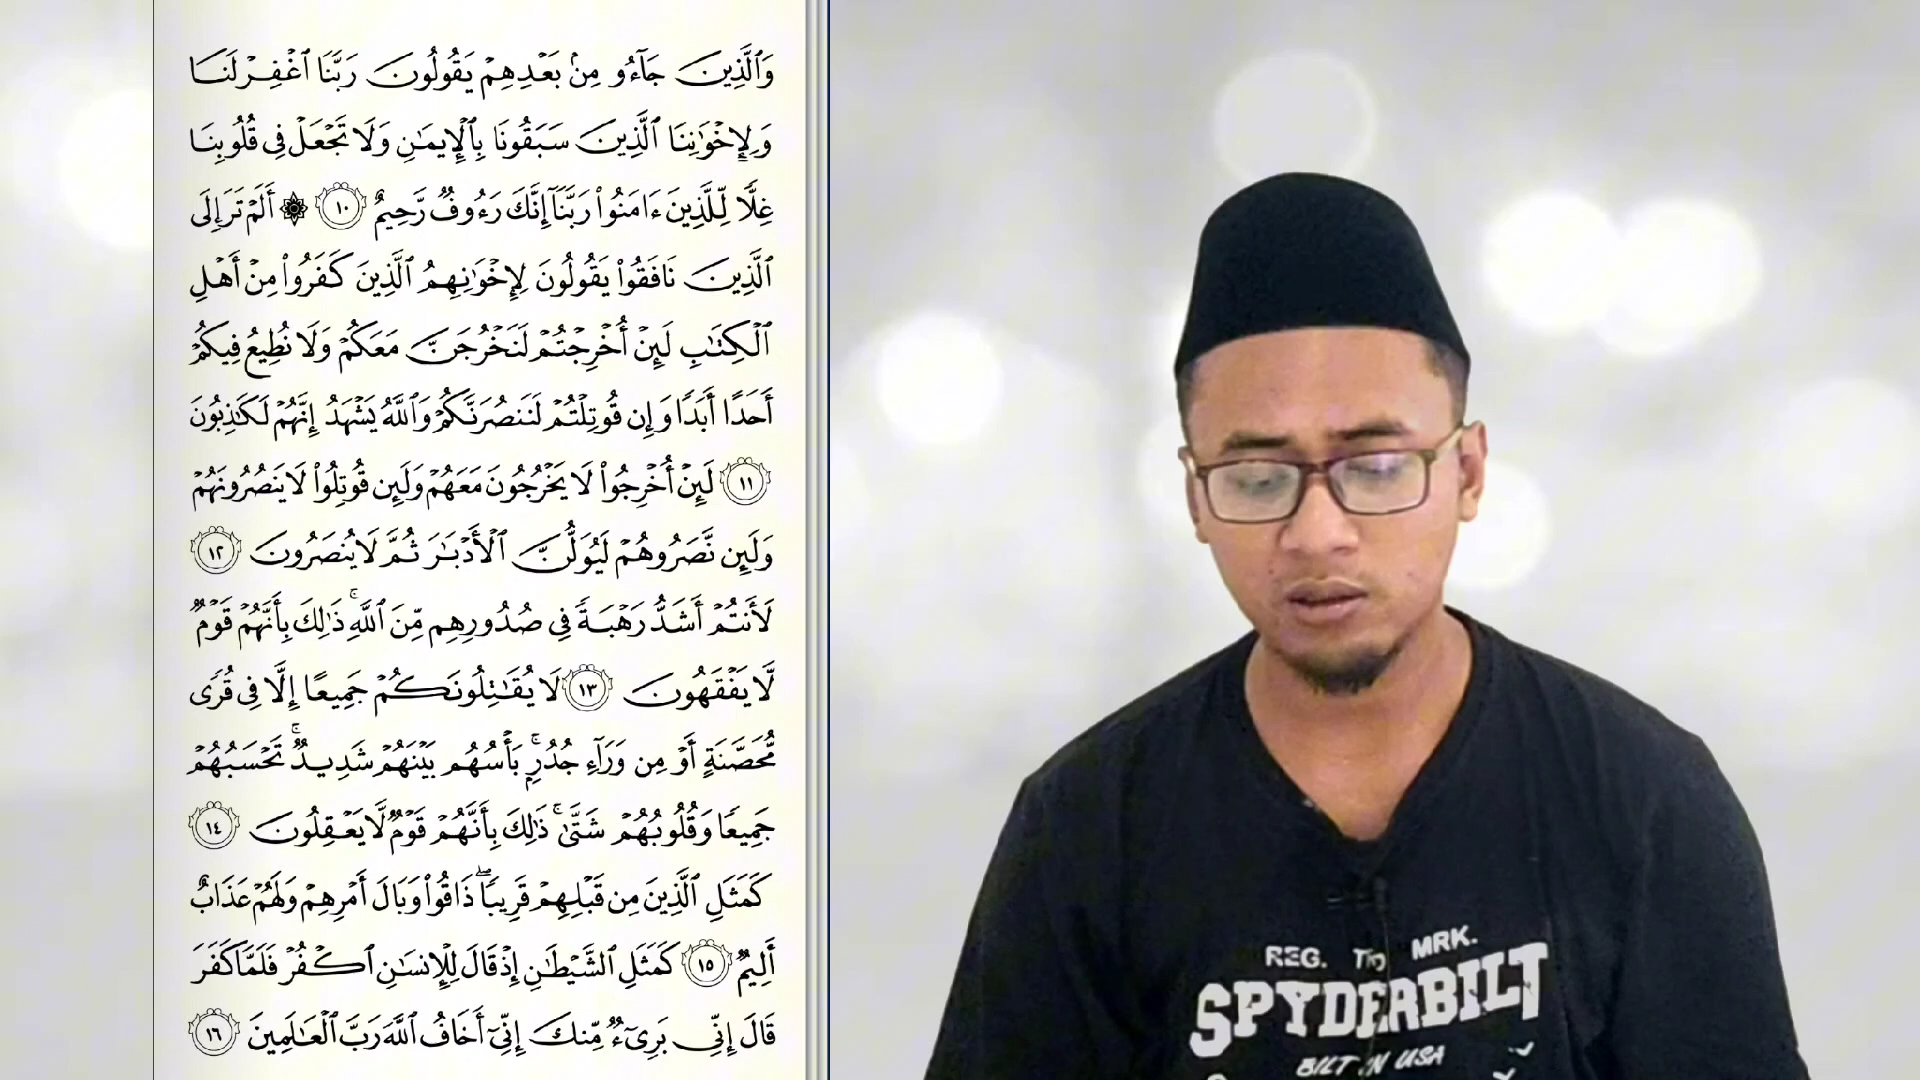 وَٱلَّذِينَ جَآءُو مِنۢ بَعْدِهِمْ يَقُولُونَ رَبَّنَا ٱغْفِرْ لَنَا
وَلِإِخْوَٰنِنَا ٱلَّذِينَ سَبَقُونَا بِٱلْإِيمَٰنِ وَلَا تَجْعَلْ فِى قُلُوبِنَا
غِلًّا لِّلَّذِينَ ءَامَنُوا۟ رَبَّنَآ إِنَّكَ رَءُوفٌ رَّحِيمٌ ١٠ ۞ أَلَمْ تَرَ إِلَى
ٱلَّذِينَ نَافَقُوا۟ يَقُولُونَ لِإِخْوَٰنِهِمُ ٱلَّذِينَ كَفَرُوا۟ مِنْ أَهْلِ
ٱلْكِتَٰبِ لَئِنْ أُخْرِجْتُمْ لَنَخْرُجَنَّ مَعَكُمْ وَلَا نُطِيعُ فِيكُمْ
أَحَدًا أَبَدًا وَإِن قُوتِلْتُمْ لَنَنصُرَنَّكُمْ وَٱللَّهُ يَشْهَدُ إِنَّهُمْ لَكَٰذِبُونَ
١١ لَئِنْ أُخْرِجُوا۟ لَا يَخْرُجُونَ مَعَهُمْ وَلَئِن قُوتِلُوا۟ لَا يَنصُرُونَهُمْ
وَلَئِن نَّصَرُوهُمْ لَيُوَلُّنَّ ٱلْأَدْبَٰرَ ثُمَّ لَا يُنصَرُونَ ١٢
لَأَنتُمْ أَشَدُّ رَهْبَةً فِى صُدُورِهِم مِّنَ ٱللَّهِ ۚ ذَٰلِكَ بِأَنَّهُمْ قَوْمٌ
لَّا يَفْقَهُونَ ١٣ لَا يُقَٰتِلُونَكُمْ جَمِيعًا إِلَّا فِى قُرًى
مُّحَصَّنَةٍ أَوْ مِن وَرَآءِ جُدُرٍۭ ۚ بَأْسُهُم بَيْنَهُمْ شَدِيدٌ ۚ تَحْسَبُهُمْ
جَمِيعًا وَقُلُوبُهُمْ شَتَّىٰ ۚ ذَٰلِكَ بِأَنَّهُمْ قَوْمٌ لَّا يَعْقِلُونَ ١٤
كَمَثَلِ ٱلَّذِينَ مِن قَبْلِهِمْ قَرِيبًا ۖ ذَاقُوا۟ وَبَالَ أَمْرِهِمْ وَلَهُمْ عَذَابٌ
أَلِيمٌ ١٥ كَمَثَلِ ٱلشَّيْطَٰنِ إِذْ قَالَ لِلْإِنسَٰنِ ٱكْفُرْ فَلَمَّا كَفَرَ
قَالَ إِنِّى بَرِىٓءٌ مِّنكَ إِنِّىٓ أَخَافُ ٱللَّهَ رَبَّ ٱلْعَٰلَمِينَ ١٦
REG. MRK.
SPYDERBILT
BILT IN USA